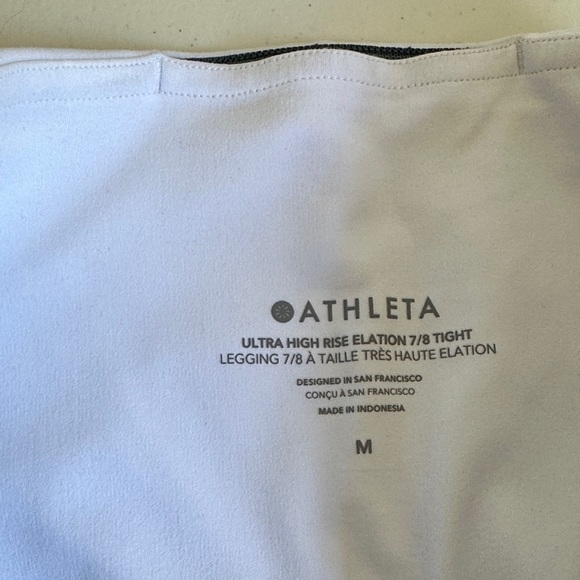 ATHLETA
ULTRA HIGH RISE ELATION 7/8 TIGHT
LEGGING 7/8 À TAILLE TRÈS HAUTE ELATION
DESIGNED IN SAN FRANCISCO
CONÇU À SAN FRANCISCO
MADE IN INDONESIA
M